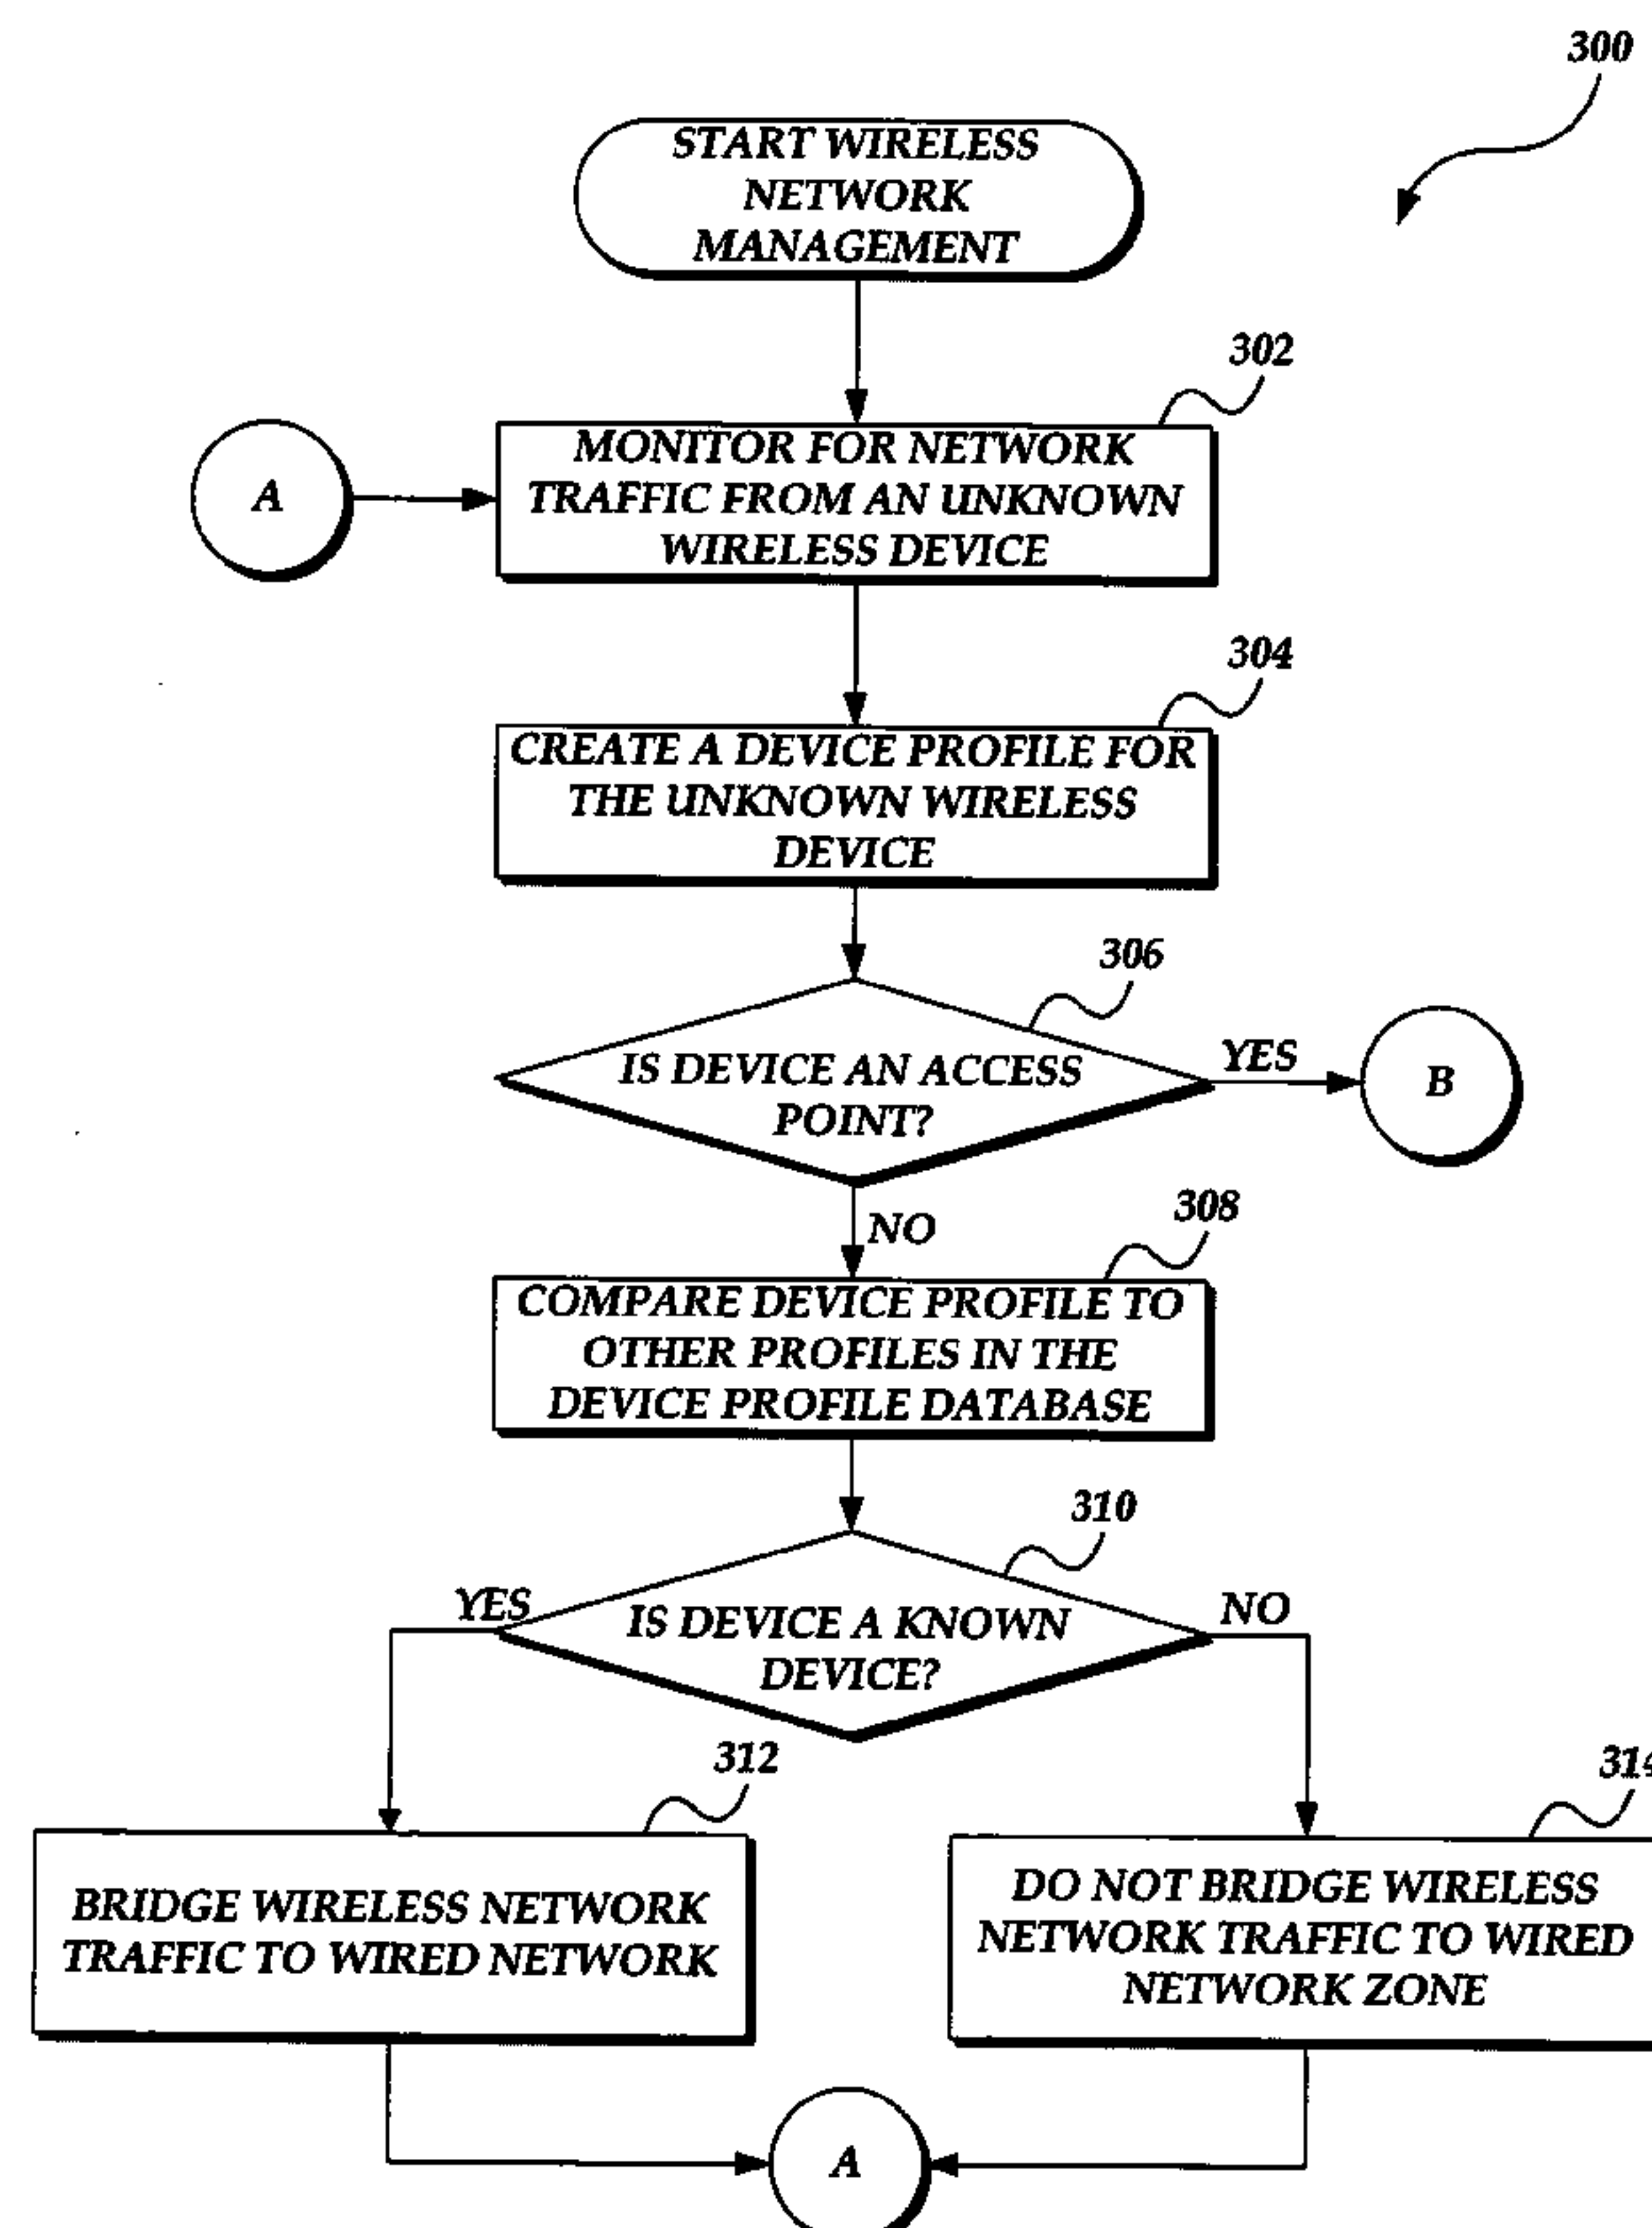 300
START WIRELESS
NETWORK
MANAGEMENT
302
A
MONITOR FOR NETWORK
TRAFFIC FROM AN UNKNOWN
WIRELESS DEVICE
304
CREATE A DEVICE PROFILE FOR
THE UNKNOWN WIRELESS
DEVICE
306
IS DEVICE AN ACCESS
POINT?
YES
B
NO
308
COMPARE DEVICE PROFILE TO
OTHER PROFILES IN THE
DEVICE PROFILE DATABASE
310
YES
IS DEVICE A KNOWN
DEVICE?
NO
312
314
BRIDGE WIRELESS NETWORK
TRAFFIC TO WIRED NETWORK
DO NOT BRIDGE WIRELESS
NETWORK TRAFFIC TO WIRED
NETWORK ZONE
A